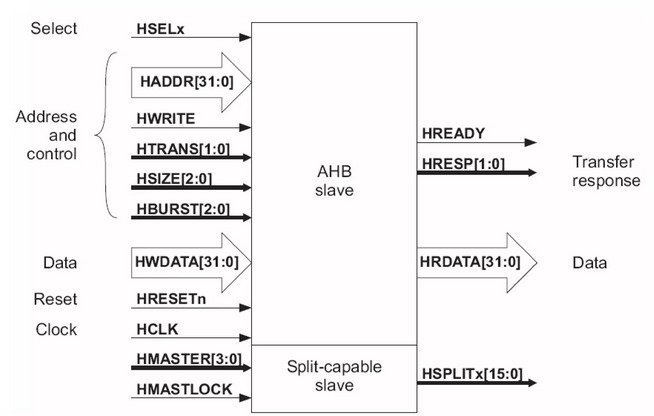 Select
HSELx
HADDR[31:0]
Address
and
control
HWRITE
HTRANS[1:0]
HSIZE[2:0]
HBURST[2:0]
AHB
slave
HREADY
HRESP[1:0]
Transfer
response
Data
HWDATA[31:0]
HRDATA[31:0]
Data
Reset
HRESETn
Clock
HCLK
HMASTER[3:0]
HMASTLOCK
Split-capable
slave
HSPLITx[15:0]